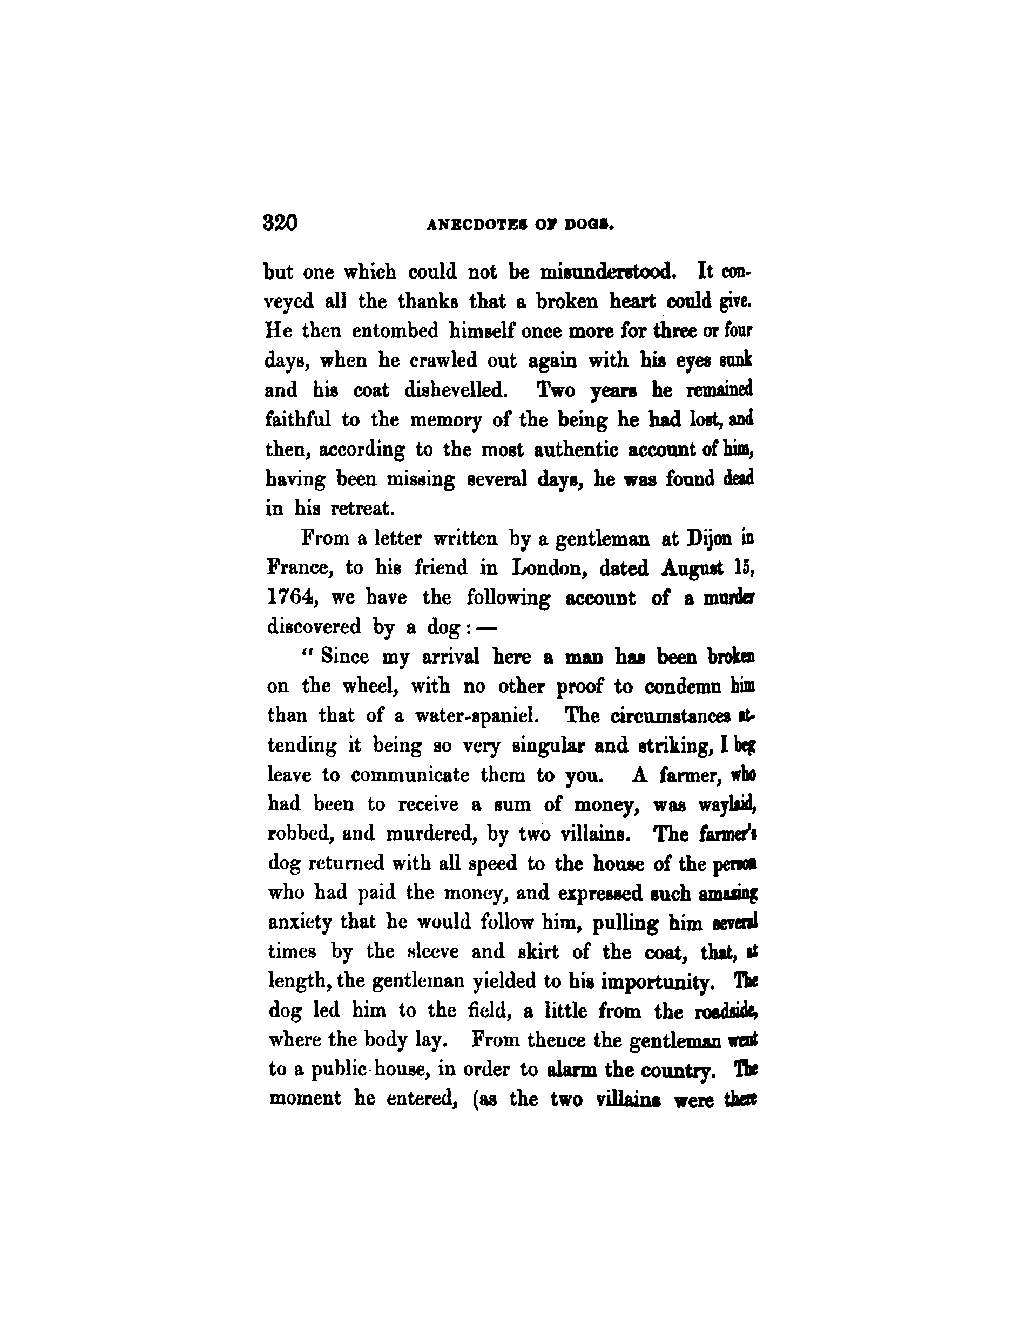 320 ANECDOTES OF DOGS.
but one which could not be misunderstood. It con-
veyed all the thanks that a broken heart could give.
He then entombed himself once more for three or four
days, when he crawled out again with his eyes sunk
and his coat dishevelled. Two years he remained
faithful to the memory of the being he had lost, and
then, according to the most authentic account of him,
having been missing several days, he was found dead
in his retreat.
From a letter written by a gentleman at Dijon in
France, to his friend in London, dated August 15,
1764, we have the following account of a murder
discovered by a dog : —
" Since my arrival here a man has been broken
on the wheel, with no other proof to condemn him
than that of a water-spaniel. The circumstances at-
tending it being so very singular and striking, I beg
leave to communicate them to you. A farmer, who
had been to receive a sum of money, was waylaid,
robbed, and murdered, by two villains. The farmer's
dog returned with all speed to the house of the person
who had paid the money, and expressed such amazing
anxiety that he would follow him, pulling him several
times by the sleeve and skirt of the coat, that, at
length, the gentleman yielded to his importunity. The
dog led him to the field, a little from the roadside,
where the body lay. From thence the gentleman went
to a public-house, in order to alarm the country. The
moment he entered, (as the two villains were there